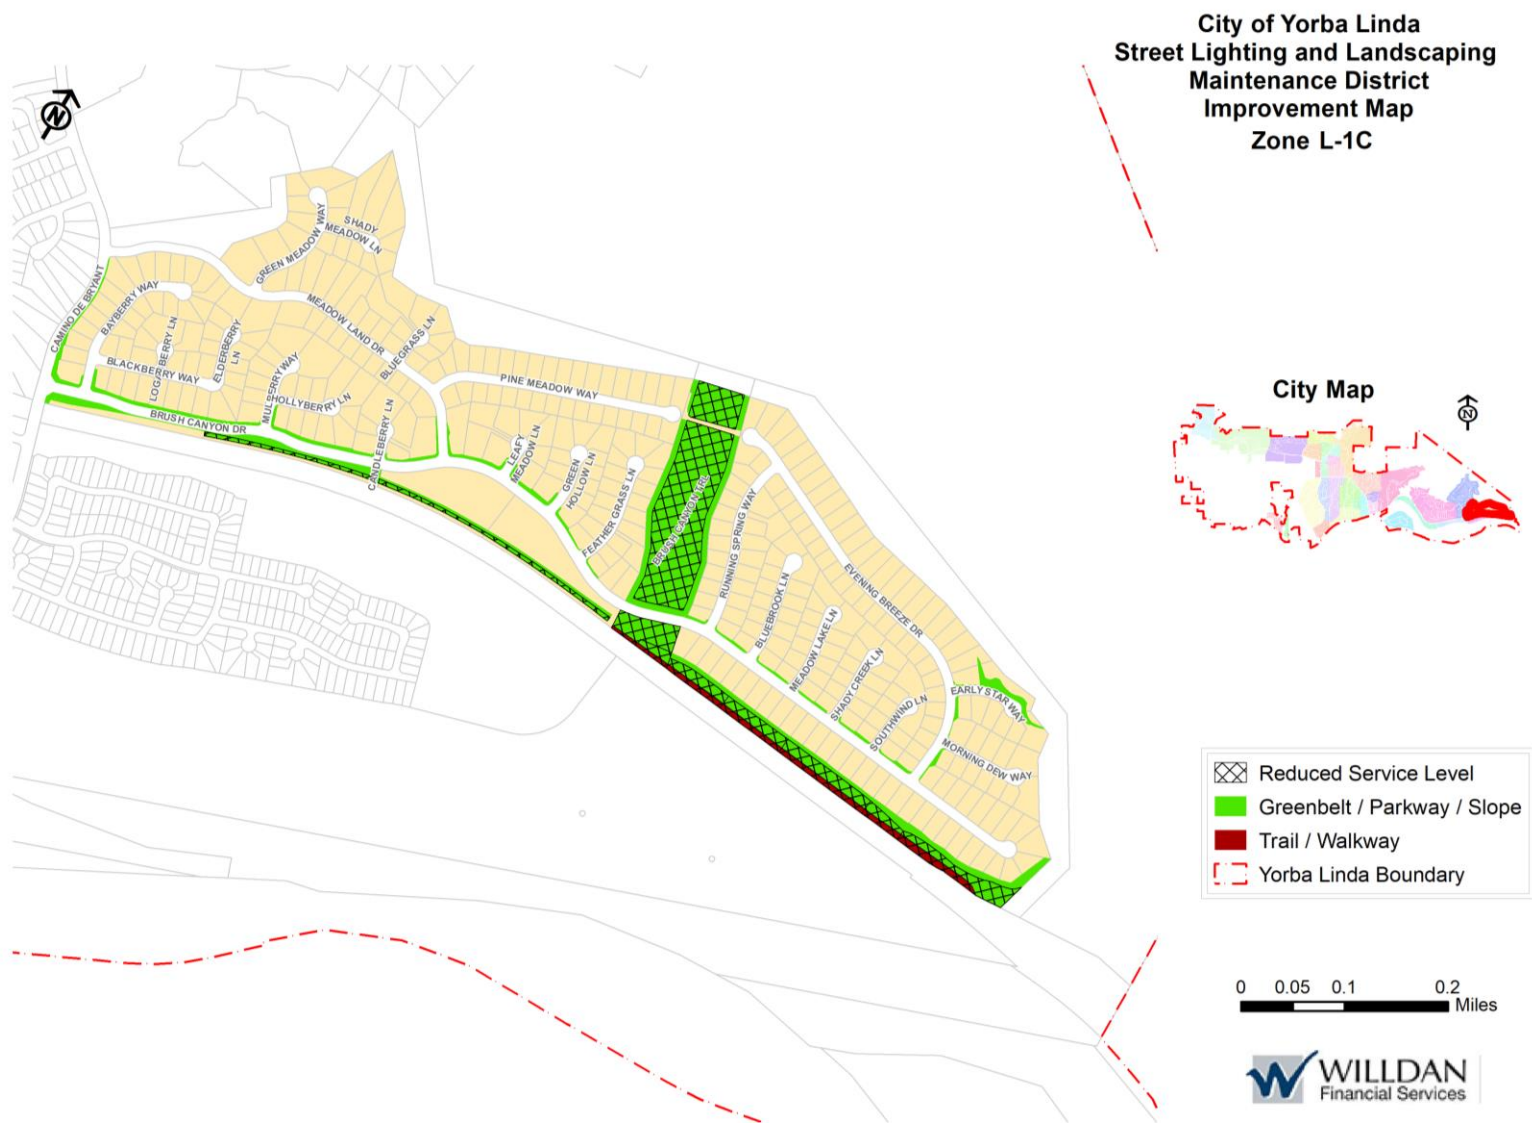 City of Yorba Linda
Street Lighting and Landscaping
Maintenance District
Improvement Map
Zone L-1C
N
SHADY
MEADOW LN
GREEN MEADOW WAY
CAMINO DE BRYANT
BAYBERRY WAY
MEADOW LAND DR
LOGANBERRY LN
ELDERBERRY
LN
BLUEGRASS LN
BLACKBERRY WAY
MULBERRY WAY
HOLLYBERRY LN
PINE MEADOW WAY
BRUSH CANYON DR
CANDLEBERRY LN
LEAFY
MEADOW LN
GREEN
HOLLOW LN
FEATHER GRASS LN
BRUSH CANYON TRL
RUNNING SPRING WAY
EVENING BREEZE DR
BLUEBROOK LN
MEADOW LAKE LN
SHADY CREEK LN
SOUTHWIND LN
EARLY STAR WAY
MORNING DEW WAY
City Map
N
Reduced Service Level
Greenbelt / Parkway / Slope
Trail / Walkway
Yorba Linda Boundary
0 0.05 0.1 0.2
Miles
W WILLDAN
Financial Services